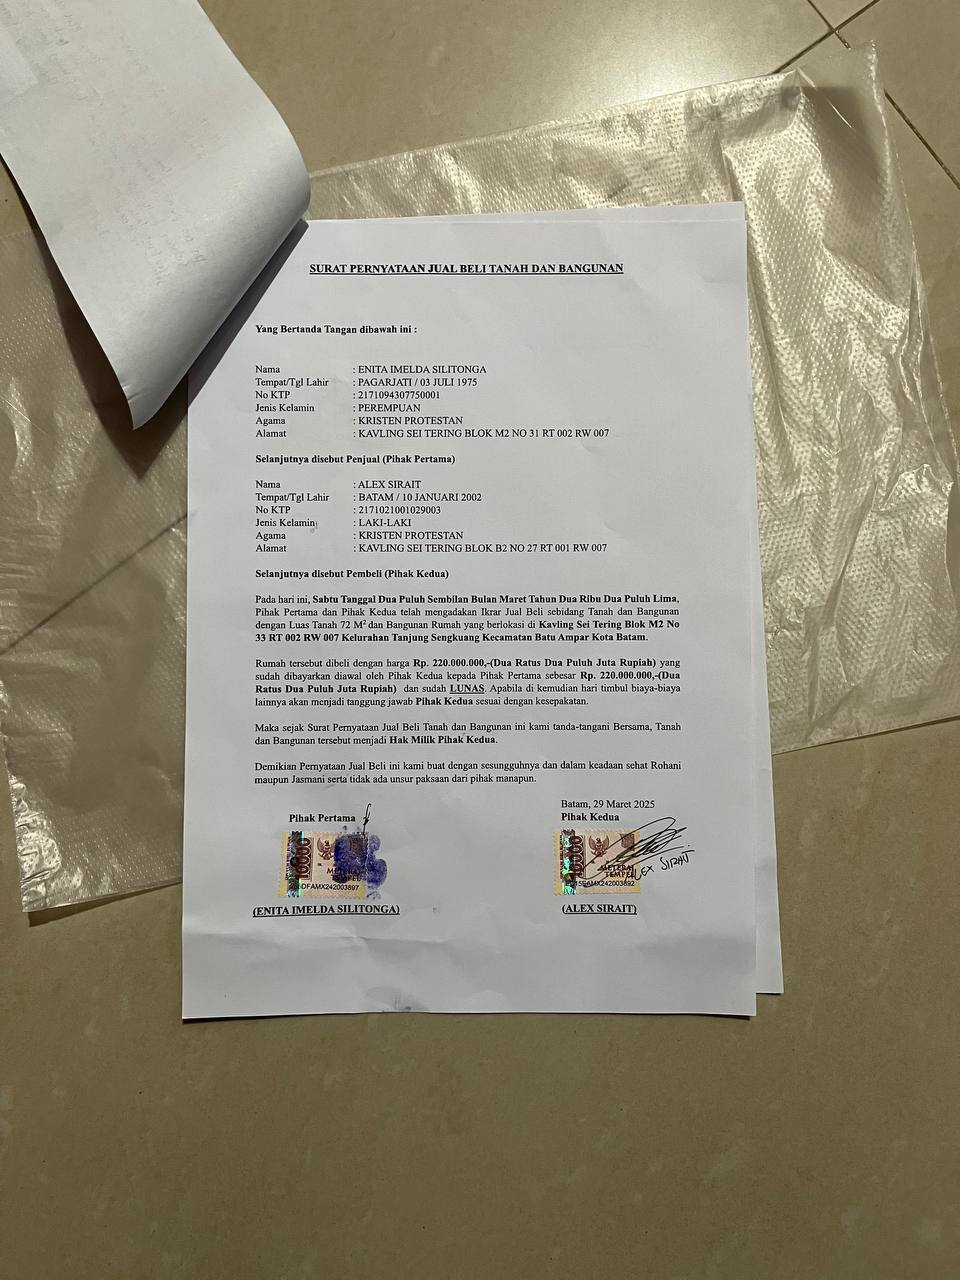 SURAT PERNYATAAN JUAL BELI TANAH DAN BANGUNAN
Yang Bertanda Tangan dibawah ini :
Nama : ENITA IMELDA SILITONGA
Tempat/Tgl Lahir : PAGARJATI / 03 JULI 1975
No KTP : 2171094307750001
Jenis Kelamin : PEREMPUAN
Agama : KRISTEN PROTESTAN
Alamat : KAVLING SEI TERING BLOK M2 NO 31 RT 002 RW 007
Selanjutnya disebut Penjual (Pihak Pertama)
Nama : ALEX SIRAIT
Tempat/Tgl Lahir : BATAM / 10 JANUARI 2002
No KTP : 2171021001029003
Jenis Kelamin : LAKI-LAKI
Agama : KRISTEN PROTESTAN
Alamat : KAVLING SEI TERING BLOK B2 NO 27 RT 001 RW 007
Selanjutnya disebut Pembeli (Pihak Kedua)
Pada hari ini, Sabtu Tanggal Dua Puluh Sembilan Bulan Maret Tahun Dua Ribu Dua Puluh Lima,
Pihak Pertama dan Pihak Kedua telah mengadakan Ikrar Jual Beli sebidang Tanah dan Bangunan
dengan Luas Tanah 72 M² dan Bangunan Rumah yang berlokasi di Kavling Sei Tering Blok M2 No
33 RT 002 RW 007 Kelurahan Tanjung Sengkuang Kecamatan Batu Ampar Kota Batam.
Rumah tersebut dibeli dengan harga Rp. 220.000.000,-(Dua Ratus Dua Puluh Juta Rupiah) yang
sudah dibayarkan diawal oleh Pihak Kedua kepada Pihak Pertama sebesar Rp. 220.000.000,-(Dua
Ratus Dua Puluh Juta Rupiah) dan sudah LUNAS. Apabila di kemudian hari timbul biaya-biaya
lainnya akan menjadi tanggung jawab Pihak Kedua sesuai dengan kesepakatan.
Maka sejak Surat Pernyataan Jual Beli Tanah dan Bangunan ini kami tanda-tangani Bersama, Tanah
dan Bangunan tersebut menjadi Hak Milik Pihak Kedua.
Demikian Pernyataan Jual Beli ini kami buat dengan sesungguhnya dan dalam keadaan sehat Rohani
maupun Jasmani serta tidak ada unsur paksaan dari pihak manapun.
Batam, 29 Maret 2025
Pihak Pertama Pihak Kedua
10000 10000
METERAI
TEMPEL
METERAI
TEMPEL
ALEX SIRAIT
(ENITA IMELDA SILITONGA) (ALEX SIRAIT)